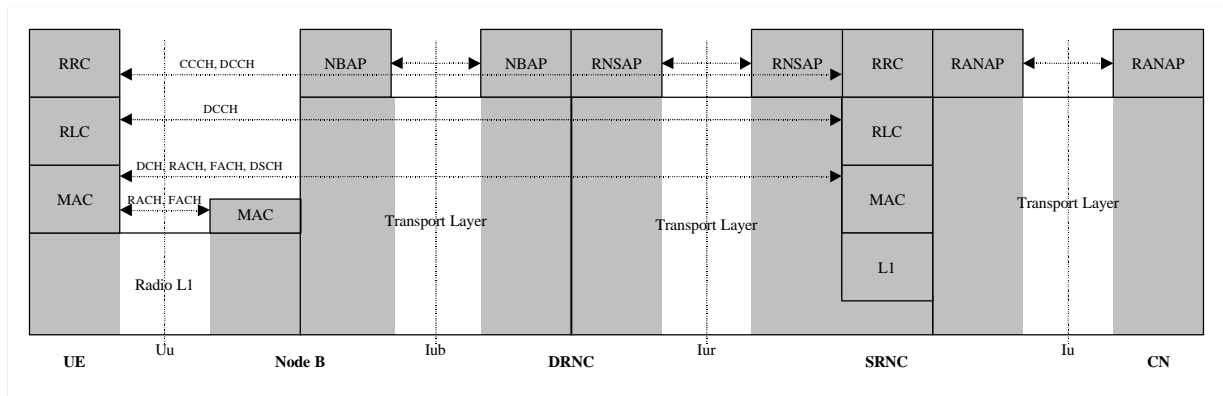 RRC
CCCH, DCCH
NBAP
NBAP
RNSAP
RNSAP
RRC
RANAP
RANAP
RLC
DCCH
RLC
DCH, RACH, FACH, DSCH
MAC
RACH, FACH
MAC
MAC
Transport Layer
Transport Layer
Transport Layer
L1
Radio L1
Uu
Iub
Iur
Iu
UE
Node B
DRNC
SRNC
CN